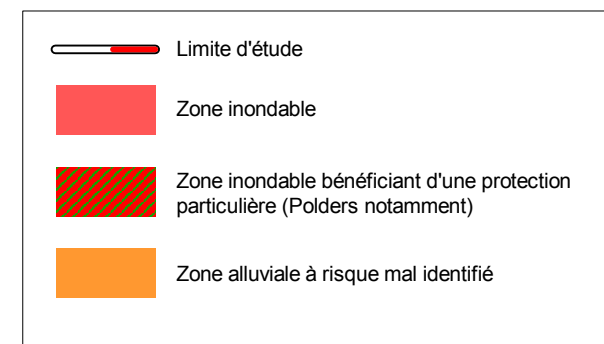 Limite d'étude
Zone inondable
Zone inondable bénéficiant d'une protection
particulière (Polders notamment)
Zone alluviale à risque mal identifié